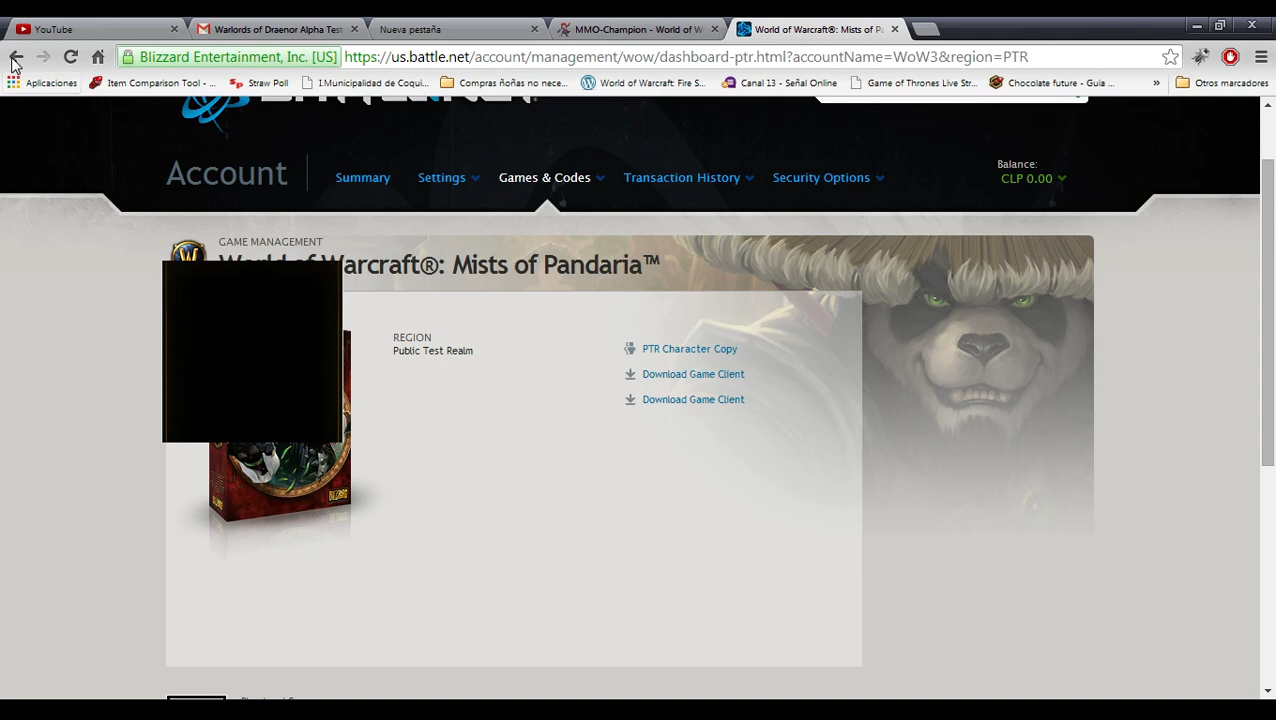 YouTube
Warlords of Draenor Alpha Test
Nueva pestaña
MMO-Champion - World of W
World of Warcraft®: Mists of Pa
Blizzard Entertainment, Inc. [US]
https://us.battle.net/account/management/wow/dashboard-ptr.html?accountName=WoW3&region=PTR
Aplicaciones
Item Comparison Tool - ...
Straw Poll
I.Municipalidad de Coqui...
Compras ñoñas no nece...
World of Warcraft: Fire S...
Canal 13 - Señal Online
Game of Thrones Live Str...
Chocolate future - Guia ...
»
Otros marcadores
Account
Summary
Settings
Games & Codes
Transaction History
Security Options
Balance:
CLP 0.00
GAME MANAGEMENT
World of Warcraft®: Mists of Pandaria™
REGION
Public Test Realm
PTR Character Copy
Download Game Client
Download Game Client
BLIZZARD